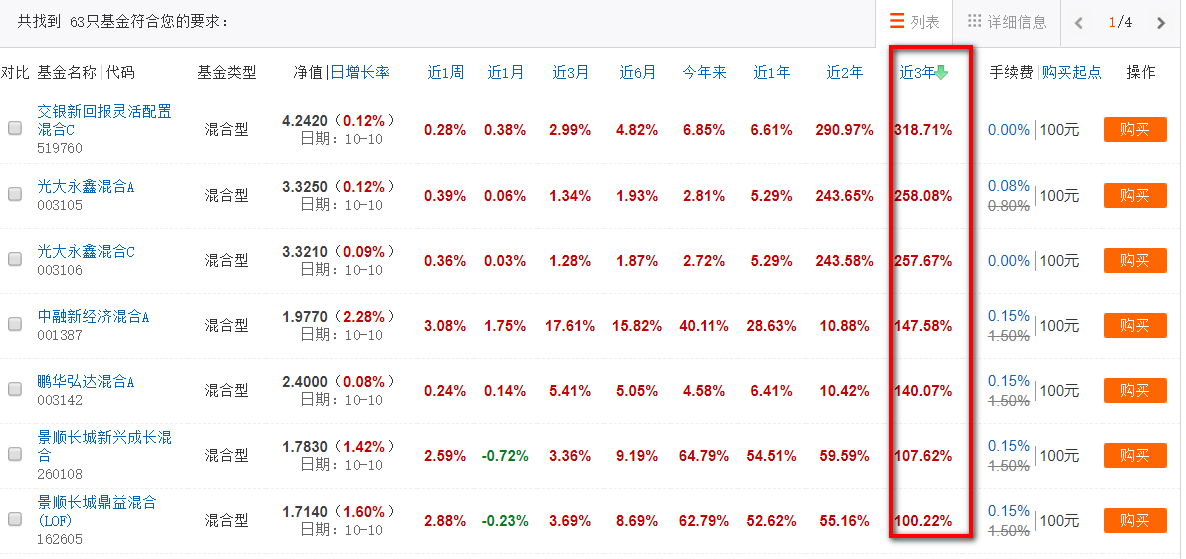 共找到 63只基金符合您的要求： 列表 详细信息 1/4
对比 基金名称|代码 基金类型 净值|日增长率 近1周 近1月 近3月 近6月 今年来 近1年 近2年 近3年 手续费|购买起点 操作
交银新回报灵活配置
混合C
519760
混合型
4.2420（0.12%）
日期：10-10
0.28% 0.38% 2.99% 4.82% 6.85% 6.61% 290.97% 318.71% 0.00% 100元 购买
光大永鑫混合A
003105
混合型
3.3250（0.12%）
日期：10-10
0.39% 0.06% 1.34% 1.93% 2.81% 5.29% 243.65% 258.08%
0.08%
0.80%
100元 购买
光大永鑫混合C
003106
混合型
3.3210（0.09%）
日期：10-10
0.36% 0.03% 1.28% 1.87% 2.72% 5.29% 243.58% 257.67% 0.00% 100元 购买
中融新经济混合A
001387
混合型
1.9770（2.28%）
日期：10-10
3.08% 1.75% 17.61% 15.82% 40.11% 28.63% 10.88% 147.58%
0.15%
1.50%
100元 购买
鹏华弘达混合A
003142
混合型
2.4000（0.08%）
日期：10-10
0.24% 0.14% 5.41% 5.05% 4.58% 6.41% 10.42% 140.07%
0.15%
1.50%
100元 购买
景顺长城新兴成长混
合
260108
混合型
1.7830（1.42%）
日期：10-10
2.59% -0.72% 3.36% 9.19% 64.79% 54.51% 59.59% 107.62%
0.15%
1.50%
100元 购买
景顺长城鼎益混合
(LOF)
162605
混合型
1.7140（1.60%）
日期：10-10
2.88% -0.23% 3.69% 8.69% 62.79% 52.62% 55.16% 100.22%
0.15%
1.50%
100元 购买